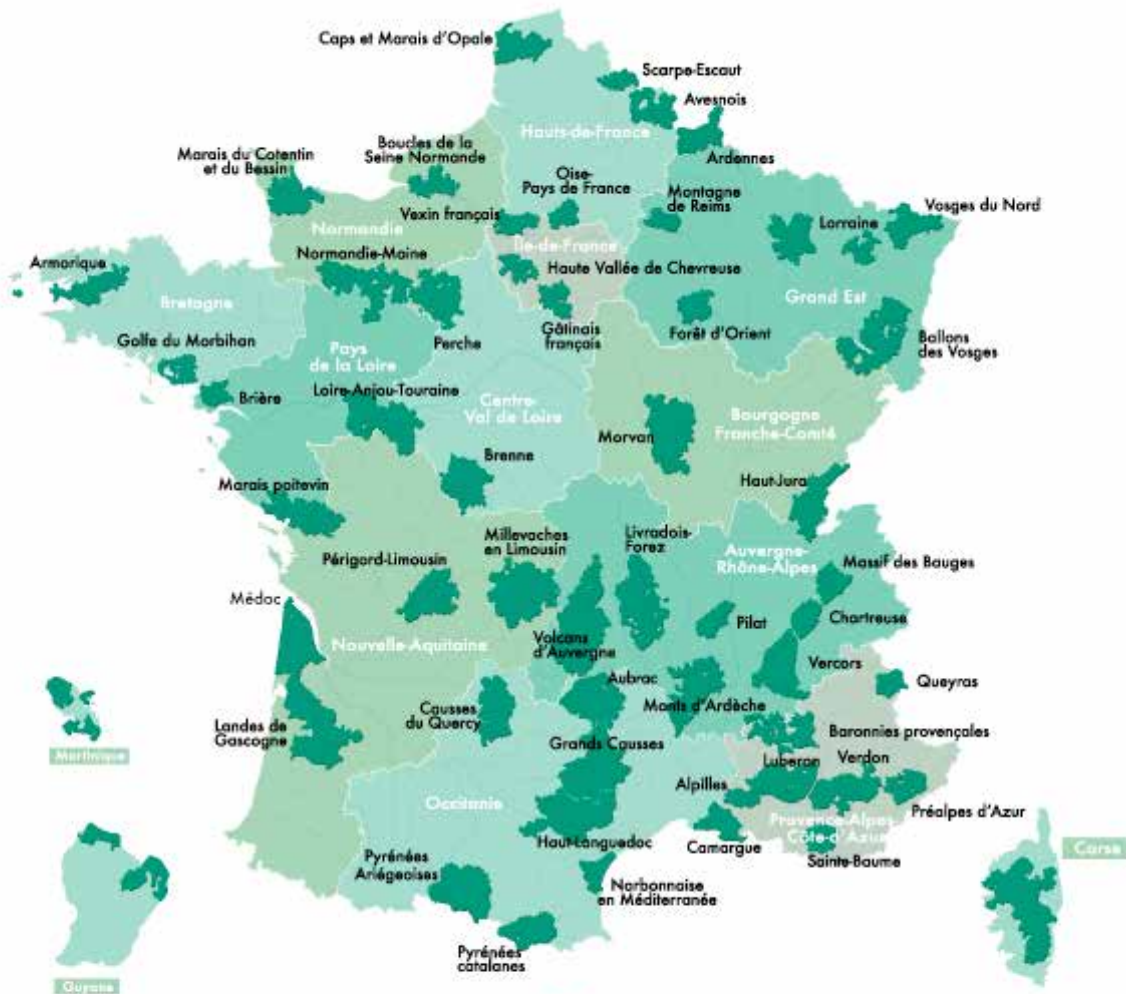 Caps et Marais d'Opale
Scarpe-Escaut
Avesnois
Hauts-de-France
Ardennes
Marais du Cotentin
et du Bessin
Boucles de la
Seine Normande
Oise-
Pays de France
Montagne
de Reims
Vosges du Nord
Lorraine
Vexin français
Normandie
Île-de-France
Normandie-Maine
Haute Vallée de Chevreuse
Armorique
Bretagne
Grand Est
Golfe du Morbihan
Perche
Gâtinais
français
Forêt d'Orient
Ballons
des Vosges
Pays
de la Loire
Brière
Loire-Anjou-Touraine
Centre-
Val de Loire
Bourgogne
Franche-Comté
Morvan
Brenne
Haut-Jura
Marais poitevin
Millevaches
en Limousin
Livradois-
Forez
Auvergne-
Rhône-Alpes
Périgord-Limousin
Massif des Bauges
Médoc
Pilat
Chartreuse
Nouvelle-Aquitaine
Volcans
d'Auvergne
Vercors
Aubrac
Queyras
Causses
du Quercy
Monts d'Ardèche
Landes de
Gascogne
Baronnies provençales
Grands Causses
Martinique
Luberon
Verdon
Alpilles
Occitanie
Préalpes d'Azur
Provence-Alpes
Côte-d'Azur
Haut-Languedoc
Camargue
Corse
Sainte-Baume
Pyrénées
Ariégeoises
Narbonnaise
en Méditerranée
Pyrénées
catalanes
Guyane